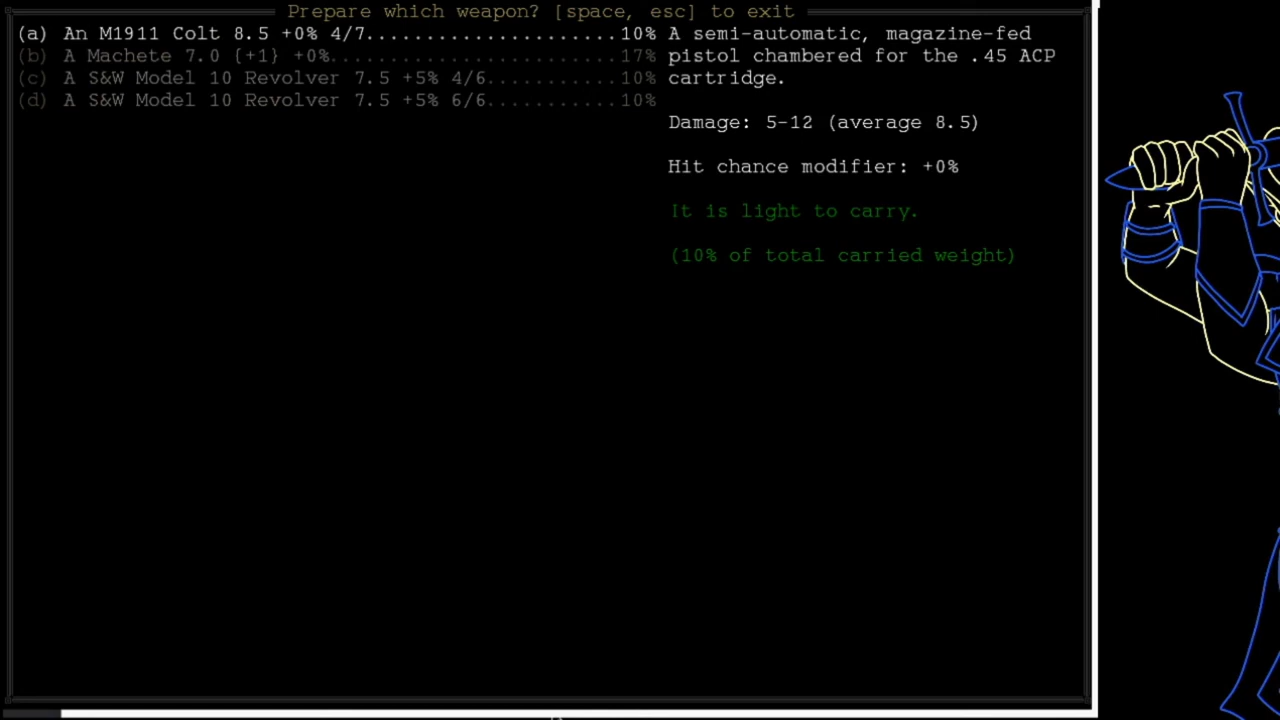 Prepare which weapon? [space, esc] to exit
(a) An M1911 Colt 8.5 +0% 4/7.....................10%
(b) A Machete 7.0 {+1} +0%........................17%
(c) A S&W Model 10 Revolver 7.5 +5% 4/6...........10%
(d) A S&W Model 10 Revolver 7.5 +5% 6/6...........10%
A semi-automatic, magazine-fed
pistol chambered for the .45 ACP
cartridge.
Damage: 5-12 (average 8.5)
Hit chance modifier: +0%
It is light to carry.
(10% of total carried weight)